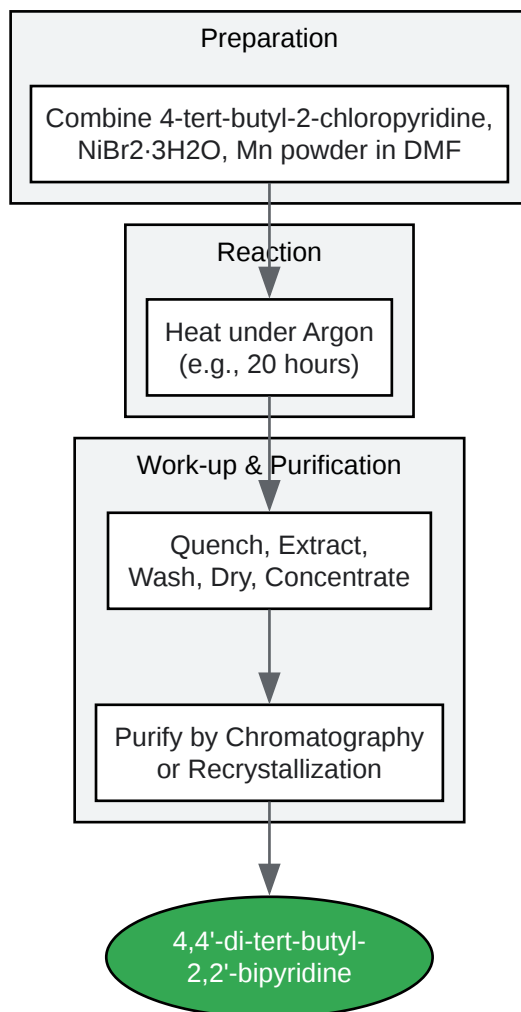 Preparation
Combine 4-tert-butyl-2-chloropyridine,
NiBr2·3H2O, Mn powder in DMF
Reaction
Heat under Argon
(e.g., 20 hours)
Work-up & Purification
Quench, Extract,
Wash, Dry, Concentrate
Purify by Chromatography
or Recrystallization
4,4'-di-tert-butyl-
2,2'-bipyridine